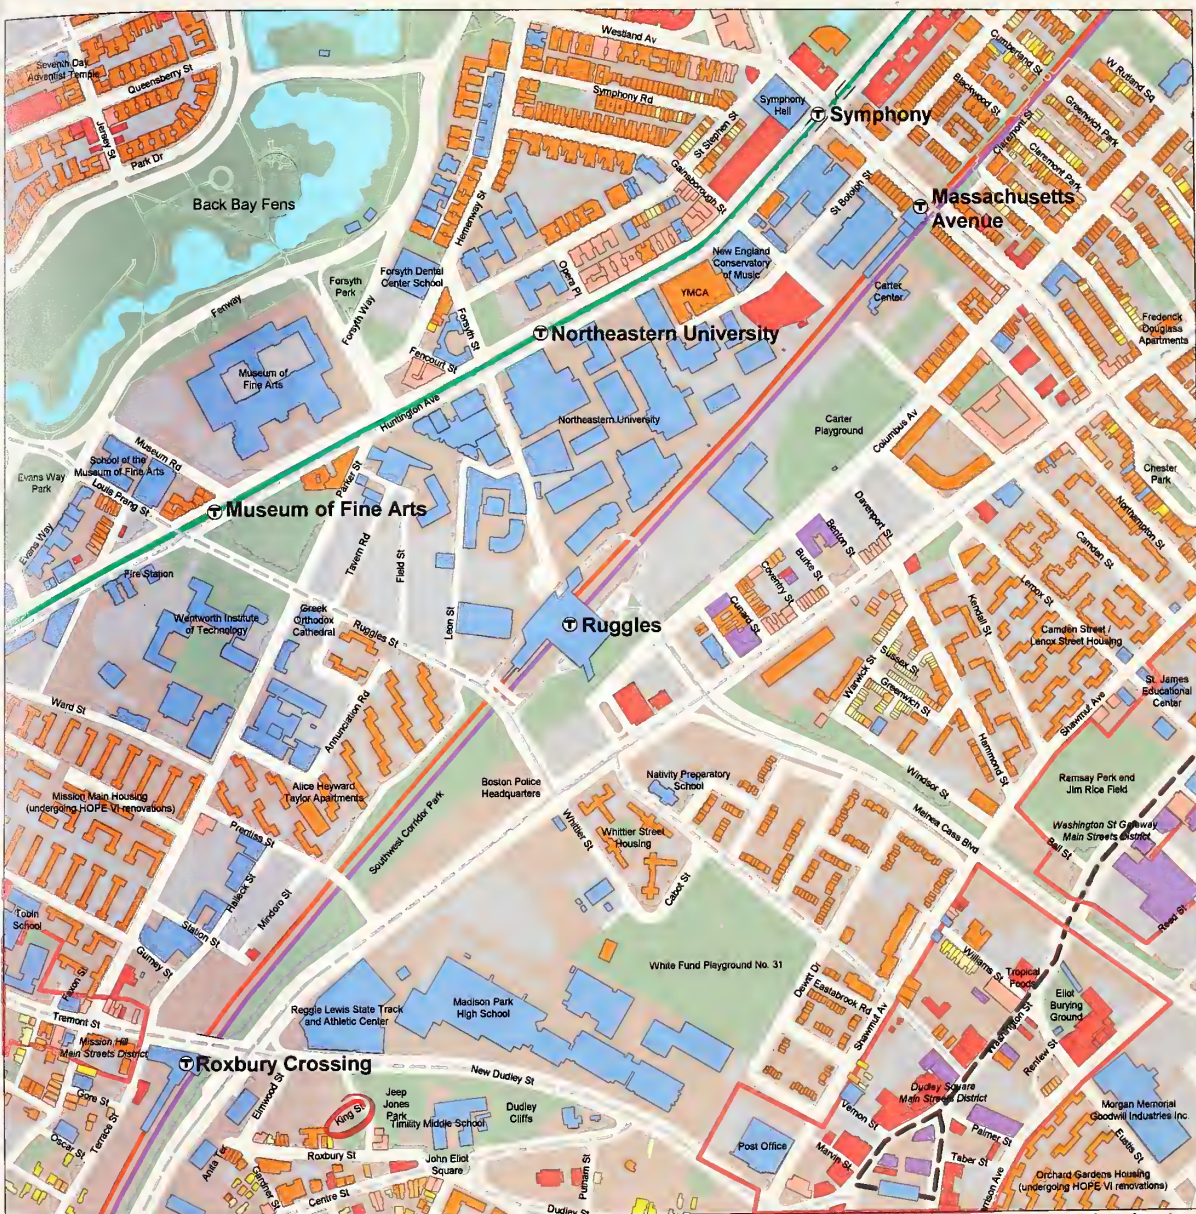 Westland Av
Seventh Day
Adventist Temple
Queensberry St
Jersey St
Park Dr
Symphony Rd
Symphony
Hall
St Stephen St
Symphony
Cumberland St
Blackwood St
W Rutland Sq
Greenwich Park
Claremont St
Claremont Park
Back Bay Fens
Hemenway St
Gainsborough St
St Botolph St
Massachusetts
Avenue
Forsyth Dental
Center School
Forsyth
Park
Forsyth Way
Fenway
Opera Pl
New England
Conservatory
of Music
YMCA
Carter
Center
Frederick
Douglass
Apartments
Forsyth St
Fencourt St
Northeastern University
Museum of
Fine Arts
Huntington Ave
Northeastern University
Carter
Playground
Columbus Av
Museum Rd
School of the
Museum of Fine Arts
Evans Way
Park
Louis Prang St
Parker St
Chester
Park
Northampton St
Museum of Fine Arts
Evans Way
Tavern Rd
Field St
Davenport St
Benton St
Burke St
Coventry St
Cunard St
Camden St
Lenox St
Kendall St
Fire Station
Wentworth Institute
of Technology
Greek
Orthodox
Cathedral
Ruggles St
Leon St
Ruggles
Camden Street /
Lenox Street Housing
Sussex St
Warwick St
Greenwich St
Hammond St
Shawmut Ave
St. James
Educational
Center
Ward St
Annunciation Rd
Mission Main Housing
(undergoing HOPE VI renovations)
Alice Heyward
Taylor Apartments
Southwest Corridor Park
Boston Police
Headquarters
Nativity Preparatory
School
Windsor St
Melnea Cass Blvd
Ramsay Park and
Jim Rice Field
Washington St Gateway
Main Streets District
Ball St
Reed St
Prentiss St
Whittier St
Whittier Street
Housing
Cabot St
Halleck St
Mindoro St
Station St
Gurney St
Tobin
School
Faxon St
White Fund Playground No. 31
Dewitt Dr
Eastabrook Rd
Shawmut Av
Williams St
Tropical
Foods
Eliot
Burying
Ground
Washington St
Renfew St
Reggie Lewis State Track
and Athletic Center
Madison Park
High School
Tremont St
Mission Hill
Main Streets District
Roxbury Crossing
Gore St
Terrace St
Oscar St
Elmwood St
King St
Jeep
Jones
Park
Timility Middle School
New Dudley St
Dudley
Cliffs
Roxbury St
John Eliot
Square
Anita Ter
Gardner St
Centre St
Putnam St
Dudley St
Post Office
Vernon St
Marvin St
Dudley Square
Main Streets District
Palmer St
Taber St
Morgan Memorial
Goodwill Industries Inc.
Eustis St
Orchard Gardens Housing
(undergoing HOPE VI renovations)